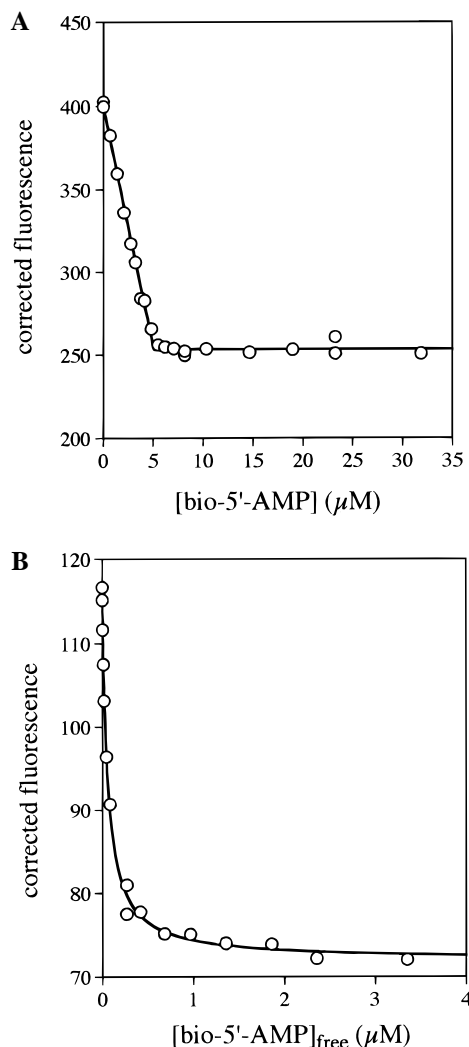 A
450
400
350
300
250
200
corrected fluorescence
0 5 10 15 20 25 30 35
[bio-5'-AMP] (µM)
B
120
110
100
90
80
70
corrected fluorescence
0 1 2 3 4
[bio-5'-AMP]free (µM)